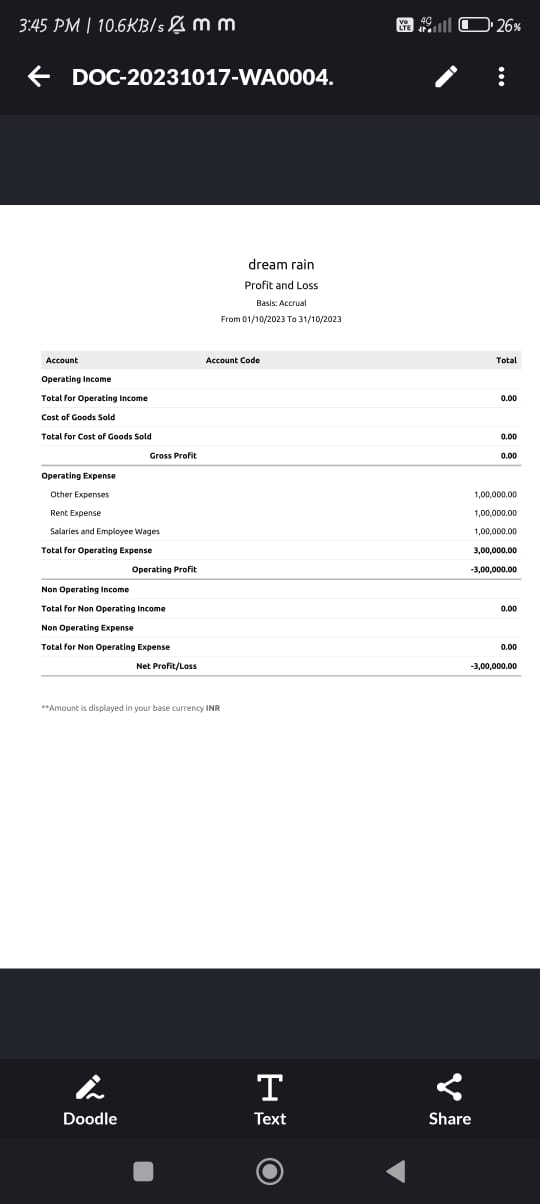 3:45 PM | 10.6KB/s m m Vo LTE 4G 26%
DOC-20231017-WA0004.
dream rain
Profit and Loss
Basis: Accrual
From 01/10/2023 To 31/10/2023
Account Account Code Total
Operating Income
Total for Operating Income 0.00
Cost of Goods Sold
Total for Cost of Goods Sold 0.00
Gross Profit 0.00
Operating Expense
Other Expenses 1,00,000.00
Rent Expense 1,00,000.00
Salaries and Employee Wages 1,00,000.00
Total for Operating Expense 3,00,000.00
Operating Profit -3,00,000.00
Non Operating Income
Total for Non Operating Income 0.00
Non Operating Expense
Total for Non Operating Expense 0.00
Net Profit/Loss -3,00,000.00
**Amount is displayed in your base currency INR
Doodle Text Share